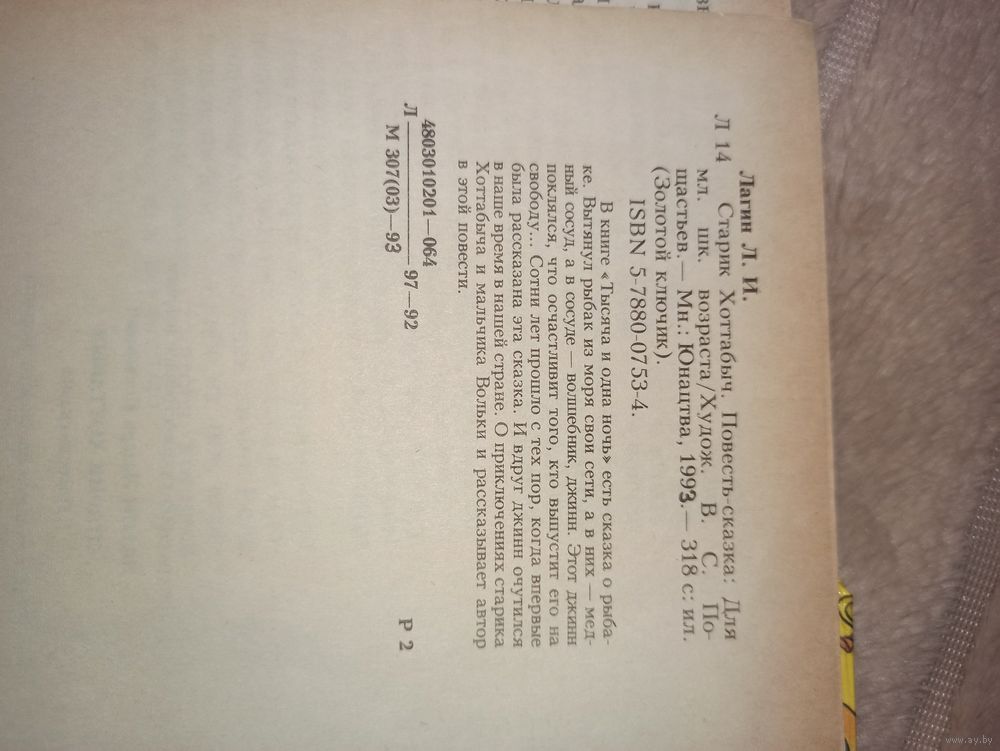 Лагин Л. И.
Л 14 Старик Хоттабыч. Повесть-сказка: Для
мл. шк. возраста/Худож. В. С. По-
щастьев.— Мн.: Юнацтва, 1993.— 318 с: ил.
(Золотой ключик).
ISBN 5-7880-0753-4.
В книге «Тысяча и одна ночь» есть сказка о рыба-
ке. Вытянул рыбак из моря свои сети, а в них — мед-
ный сосуд, а в сосуде — волшебник, джинн. Этот джинн
поклялся, что осчастливит того, кто выпустит его на
свободу... Сотни лет прошло с тех пор, когда впервые
была рассказана эта сказка. И вдруг джинн очутился
в наше время в нашей стране. О приключениях старика
Хоттабыча и мальчика Вольки и рассказывает автор
в этой повести.
4803010201—064
Л 97—92
М 307(03)—93
Р 2
www.ay.by